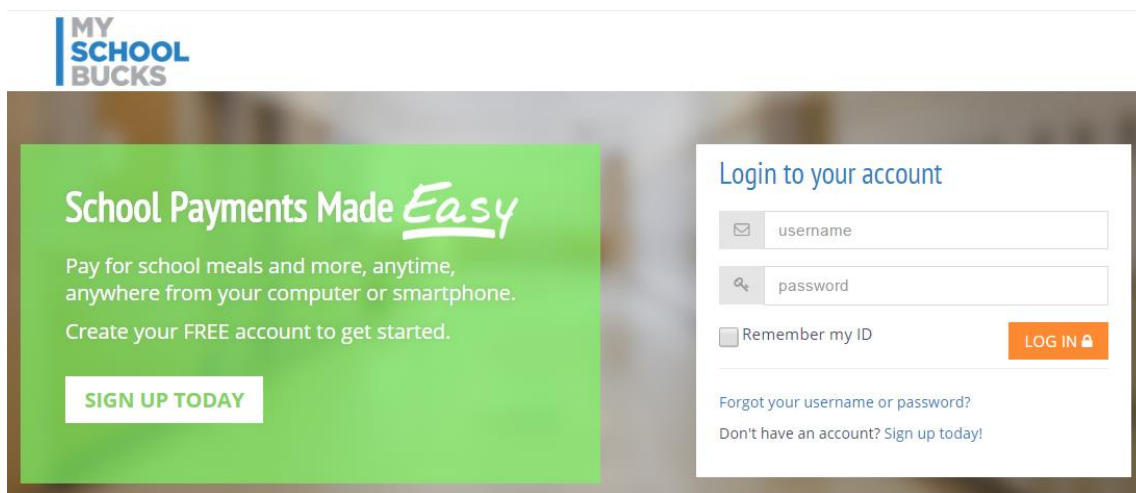 MY
SCHOOL
BUCKS
School Payments Made Easy
Pay for school meals and more, anytime,
anywhere from your computer or smartphone.
Create your FREE account to get started.
SIGN UP TODAY
Login to your account
username
password
Remember my ID
LOG IN
Forgot your username or password?
Don't have an account? Sign up today!